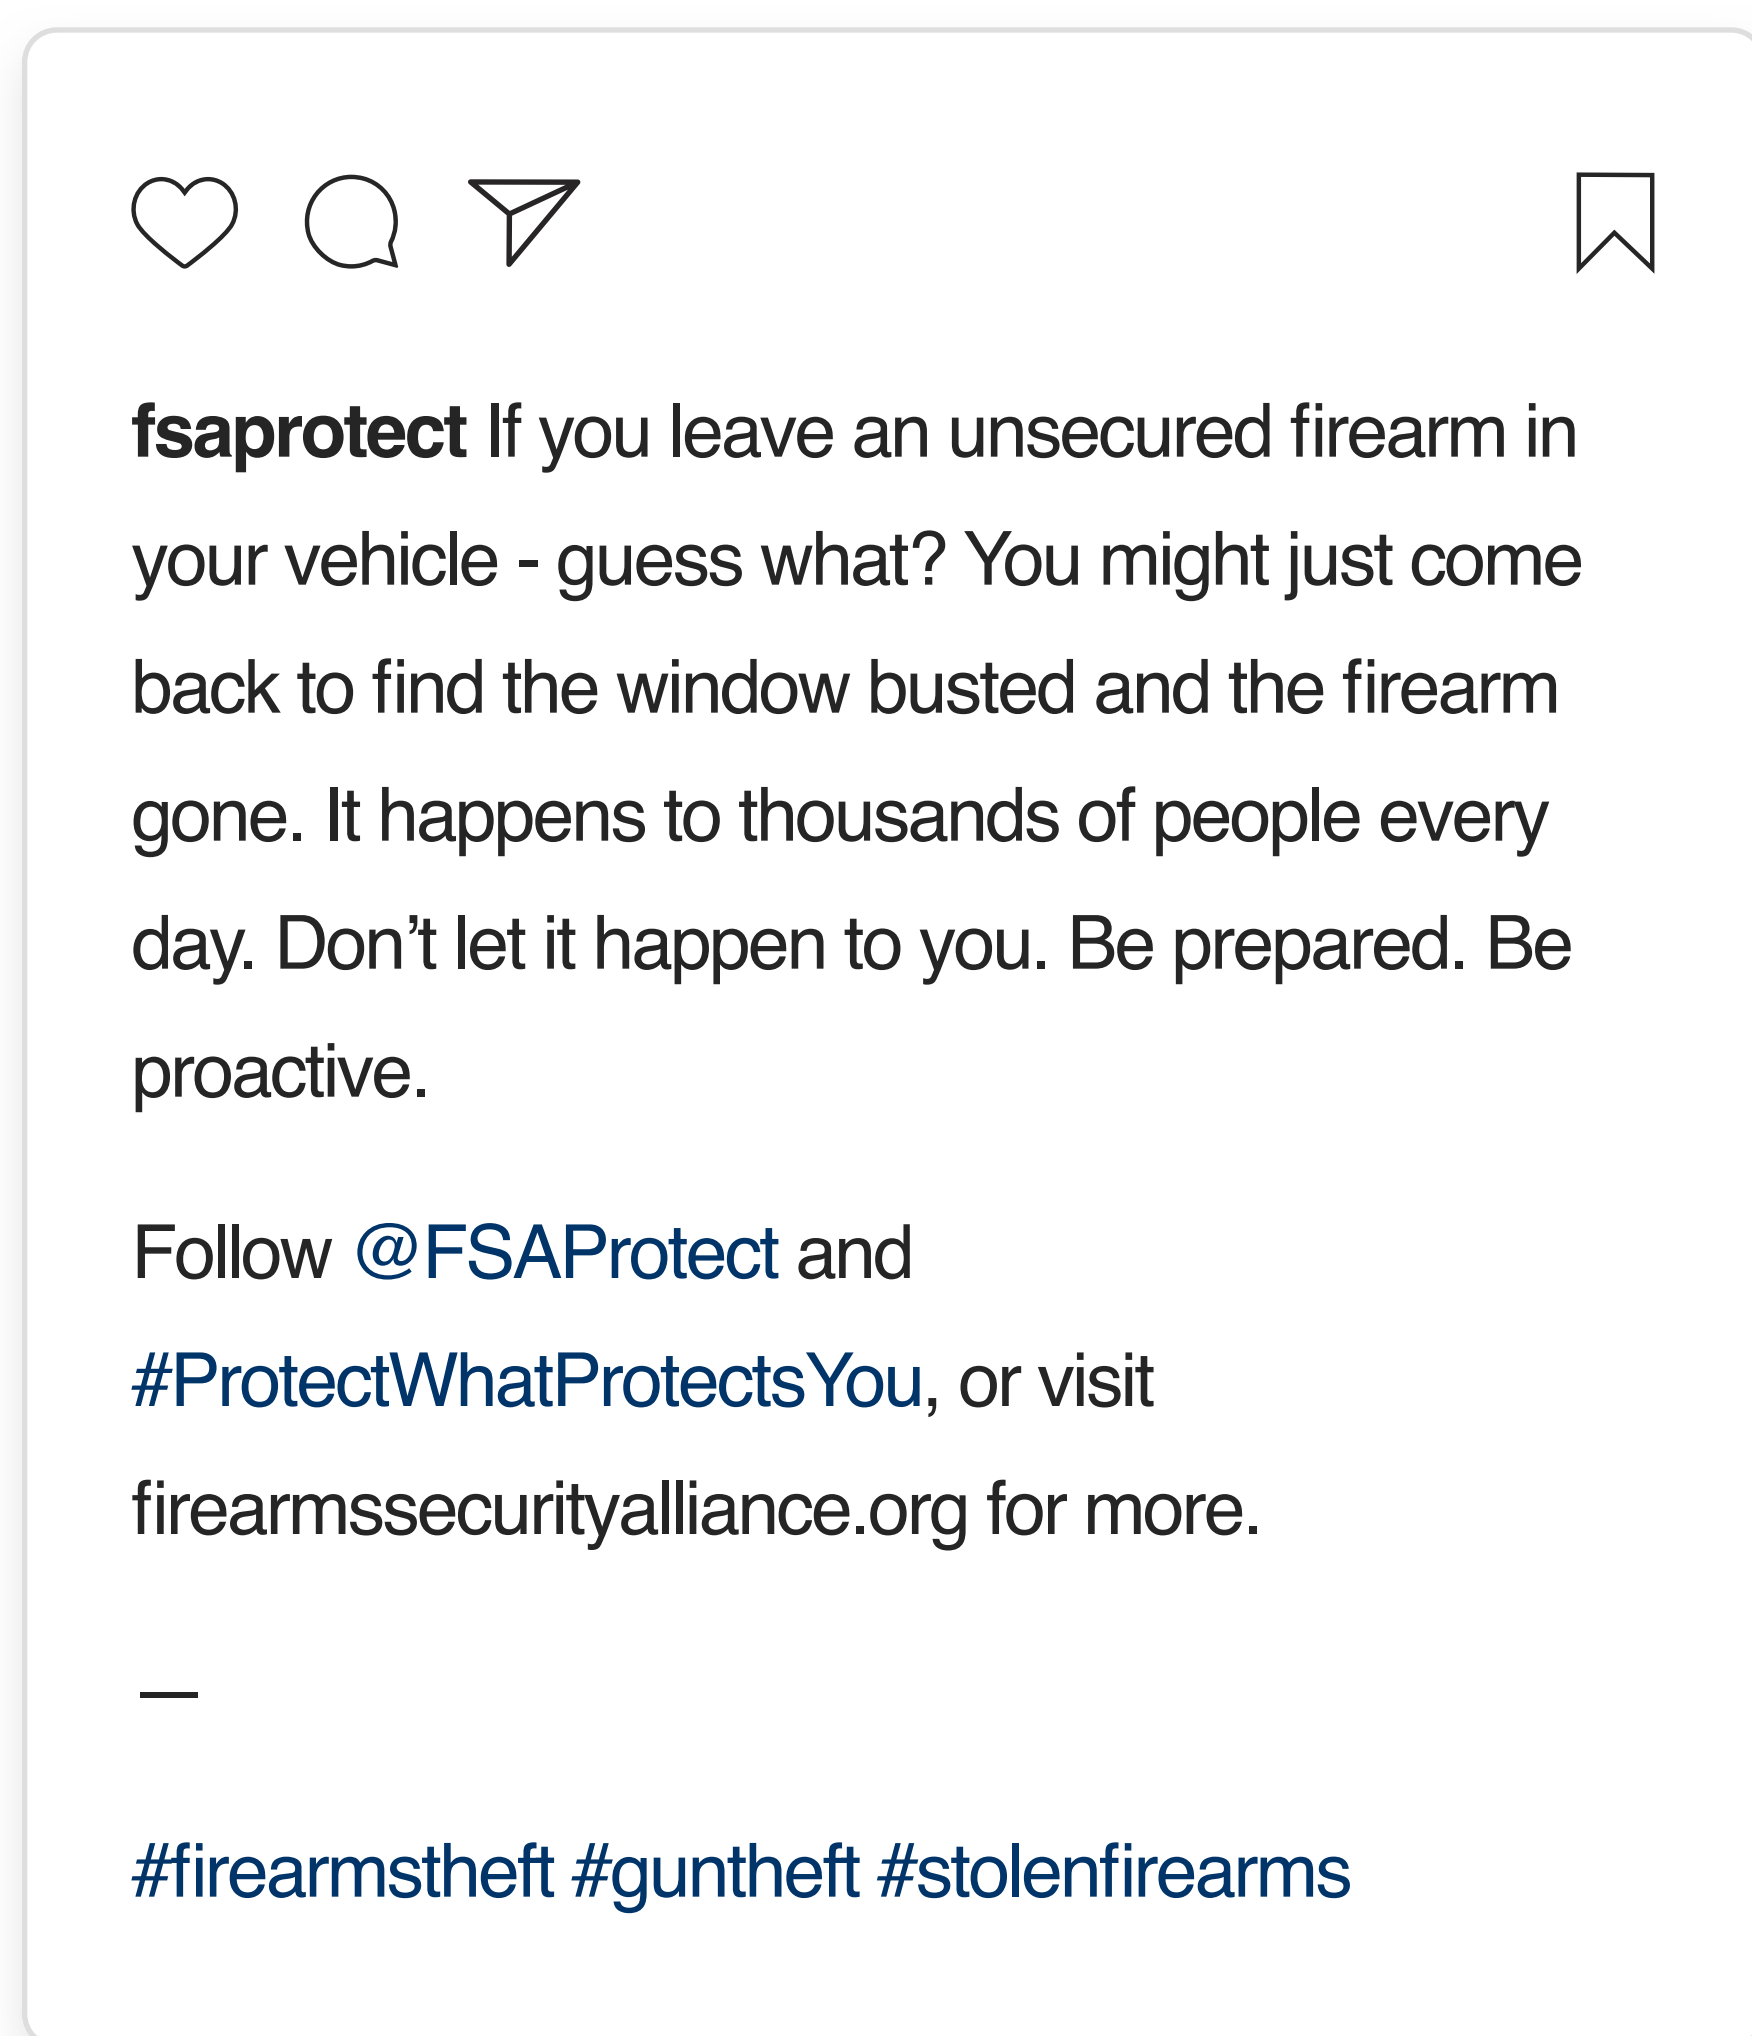 fsaprotect If you leave an unsecured firearm in
your vehicle - guess what? You might just come
back to find the window busted and the firearm
gone. It happens to thousands of people every
day. Don’t let it happen to you. Be prepared. Be
proactive.
Follow @FSAProtect and
#ProtectWhatProtectsYou, or visit
firearmssecurityalliance.org for more.
—
#firearmstheft #guntheft #stolenfirearms